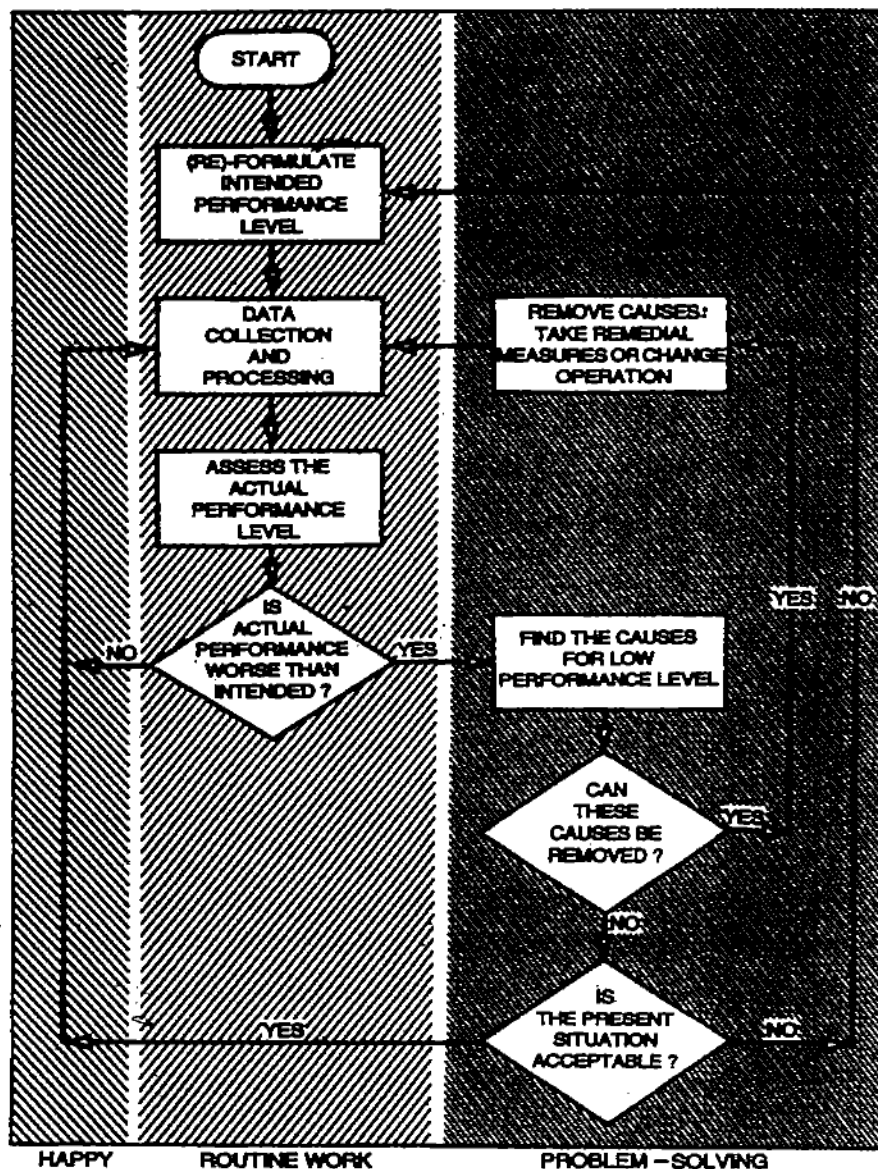 START
(RE)-FORMULATE
INTENDED
PERFORMANCE
LEVEL
DATA
COLLECTION
AND
PROCESSING
REMOVE CAUSES:
TAKE REMEDIAL
MEASURES OR CHANGE
OPERATION
ASSESS THE
ACTUAL
PERFORMANCE
LEVEL
YES
NO
IS
ACTUAL
PERFORMANCE
WORSE THAN
INTENDED ?
NO
YES
FIND THE CAUSES
FOR LOW
PERFORMANCE LEVEL
CAN
THESE
CAUSES BE
REMOVED ?
YES
NO
IS
THE PRESENT
SITUATION
ACCEPTABLE ?
YES
NO
HAPPY
ROUTINE WORK
PROBLEM - SOLVING